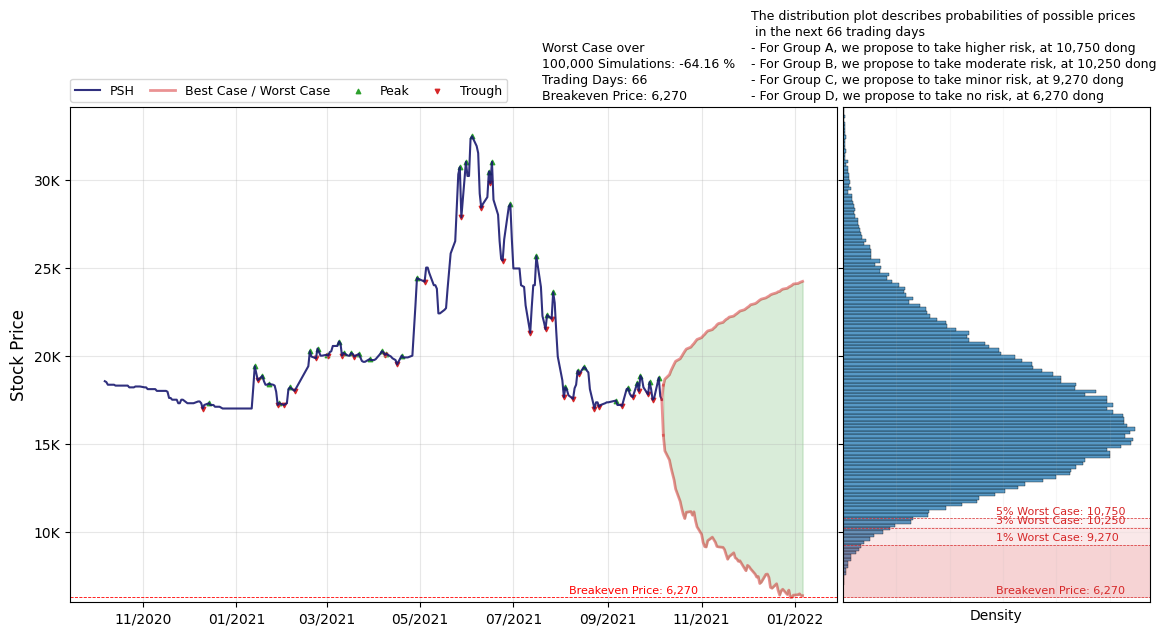 The distribution plot describes probabilities of possible prices
in the next 66 trading days
- For Group A, we propose to take higher risk, at 10,750 dong
- For Group B, we propose to take moderate risk, at 10,250 dong
- For Group C, we propose to take minor risk, at 9,270 dong
- For Group D, we propose to take no risk, at 6,270 dong
Worst Case over
100,000 Simulations: -64.16 %
Trading Days: 66
Breakeven Price: 6,270
PSH
Best Case / Worst Case
Peak
Trough
Stock Price
30K
25K
20K
15K
10K
11/2020
01/2021
03/2021
05/2021
07/2021
09/2021
11/2021
01/2022
Breakeven Price: 6,270
5% Worst Case: 10,750
3% Worst Case: 10,250
1% Worst Case: 9,270
Breakeven Price: 6,270
Density